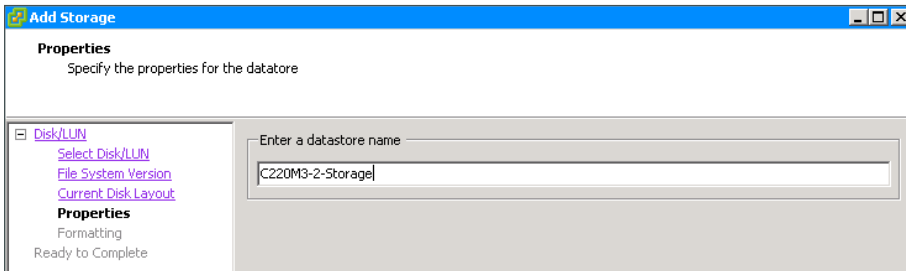 Add Storage
Properties
Specify the properties for the datatore
Disk/LUN
Select Disk/LUN
File System Version
Current Disk Layout
Properties
Formatting
Ready to Complete
Enter a datastore name
C220M3-2-Storage